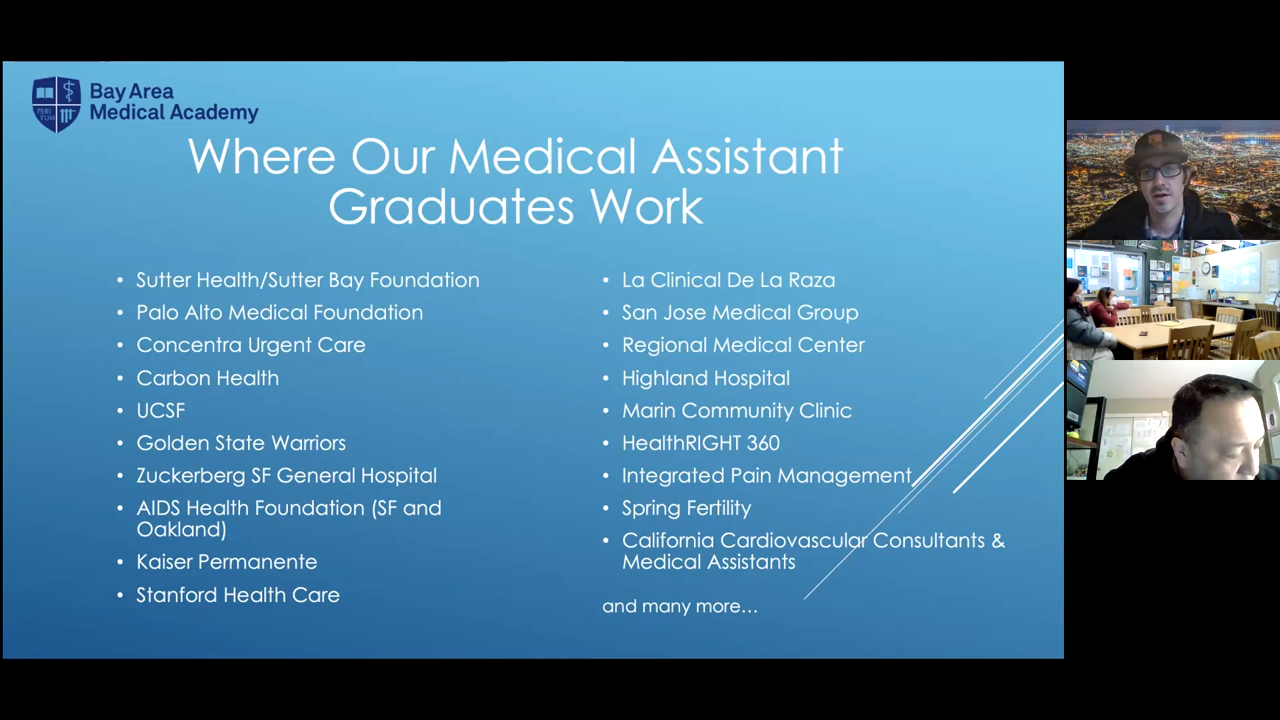 Bay Area
Medical Academy
PERI
TUM
Where Our Medical Assistant
Graduates Work
• Sutter Health/Sutter Bay Foundation
• Palo Alto Medical Foundation
• Concentra Urgent Care
• Carbon Health
• UCSF
• Golden State Warriors
• Zuckerberg SF General Hospital
• AIDS Health Foundation (SF and
Oakland)
• Kaiser Permanente
• Stanford Health Care
• La Clinical De La Raza
• San Jose Medical Group
• Regional Medical Center
• Highland Hospital
• Marin Community Clinic
• HealthRIGHT 360
• Integrated Pain Management
• Spring Fertility
• California Cardiovascular Consultants &
Medical Assistants
and many more...